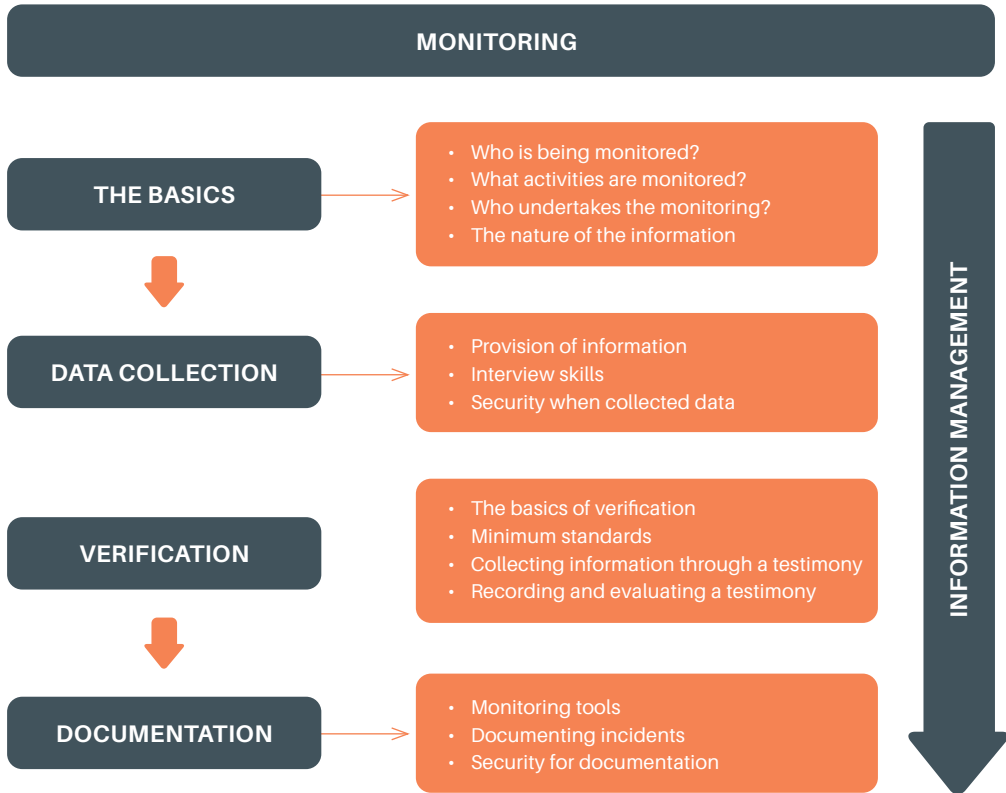 MONITORING
THE BASICS
• Who is being monitored?
• What activities are monitored?
• Who undertakes the monitoring?
• The nature of the information
DATA COLLECTION
• Provision of information
• Interview skills
• Security when collected data
VERIFICATION
• The basics of verification
• Minimum standards
• Collecting information through a testimony
• Recording and evaluating a testimony
DOCUMENTATION
• Monitoring tools
• Documenting incidents
• Security for documentation
INFORMATION MANAGEMENT